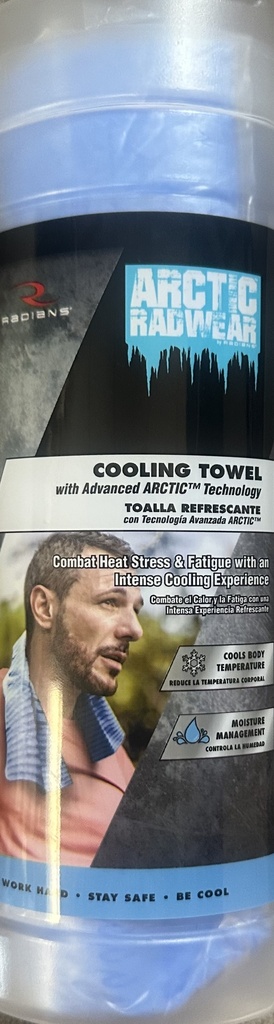 ARCTIC
RADWEAR
BY RADIANS
RADIANS®
COOLING TOWEL
with Advanced ARCTIC™ Technology
TOALLA REFRESCANTE
con Tecnología Avanzada ARCTIC™
Combat Heat Stress & Fatigue with an
Intense Cooling Experience
Combate el Calor y la Fatiga con una
Intensa Experiencia Refrescante
COOLS BODY
TEMPERATURE
REDUCE LA TEMPERATURA CORPORAL
MOISTURE
MANAGEMENT
CONTROLA LA HUMEDAD
WORK HARD • STAY SAFE • BE COOL